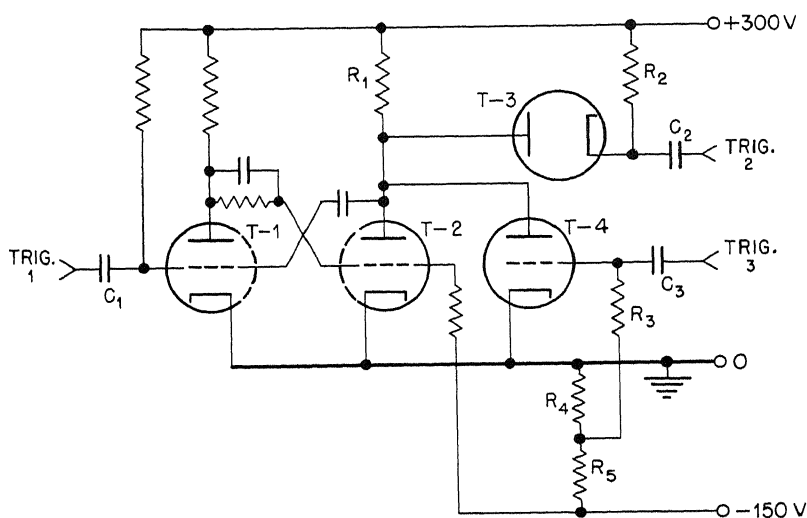 +300V
R1
R2
T-3
C2
TRIG.
2
T-1
T-2
T-4
TRIG.
1
C1
TRIG.
3
C3
R3
0
R4
R5
-150V